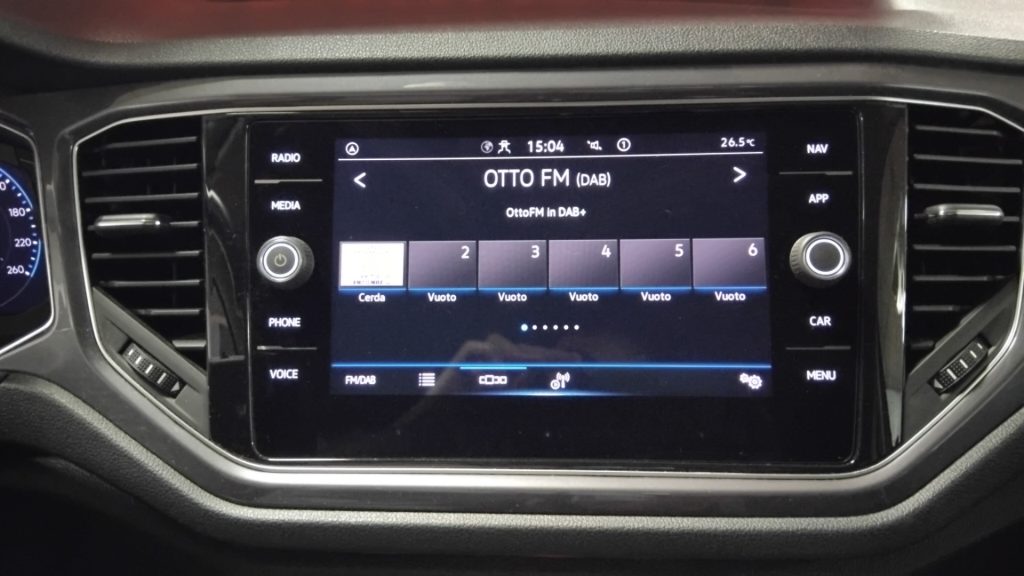 15:04
1
26.5°C
OTTO FM (DAB)
OttoFM in DAB+
2 3 4 5 6
Cerda Vuoto Vuoto Vuoto Vuoto Vuoto
FM/DAB
RADIO
MEDIA
PHONE
VOICE
NAV
APP
CAR
MENU
180
220
260